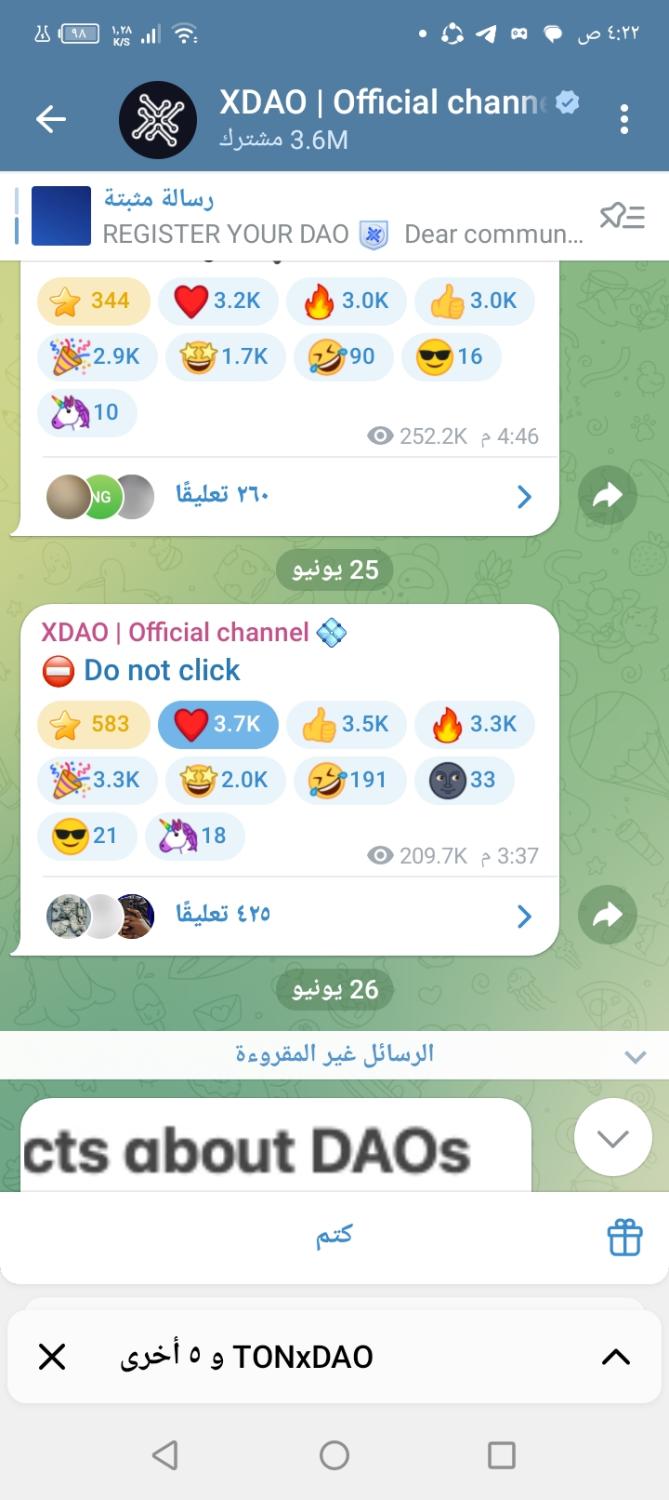 ٩٨ ١,٢٨ K/S ٤:٢٢ ص
XDAO | Official channe
3.6M مشترك
رسالة مثبتة
REGISTER YOUR DAO Dear commun...
344 3.2K 3.0K 3.0K
2.9K 1.7K 90 16
10
252.2K 4:46 م
NG ٢٦٠ تعليقًا
25 يونيو
XDAO | Official channel
Do not click
583 3.7K 3.5K 3.3K
3.3K 2.0K 191 33
21 18
209.7K 3:37 م
٤٢٥ تعليقًا
26 يونيو
الرسائل غير المقروءة
cts about DAOs
كتم
TONxDAO و ٥ أخرى